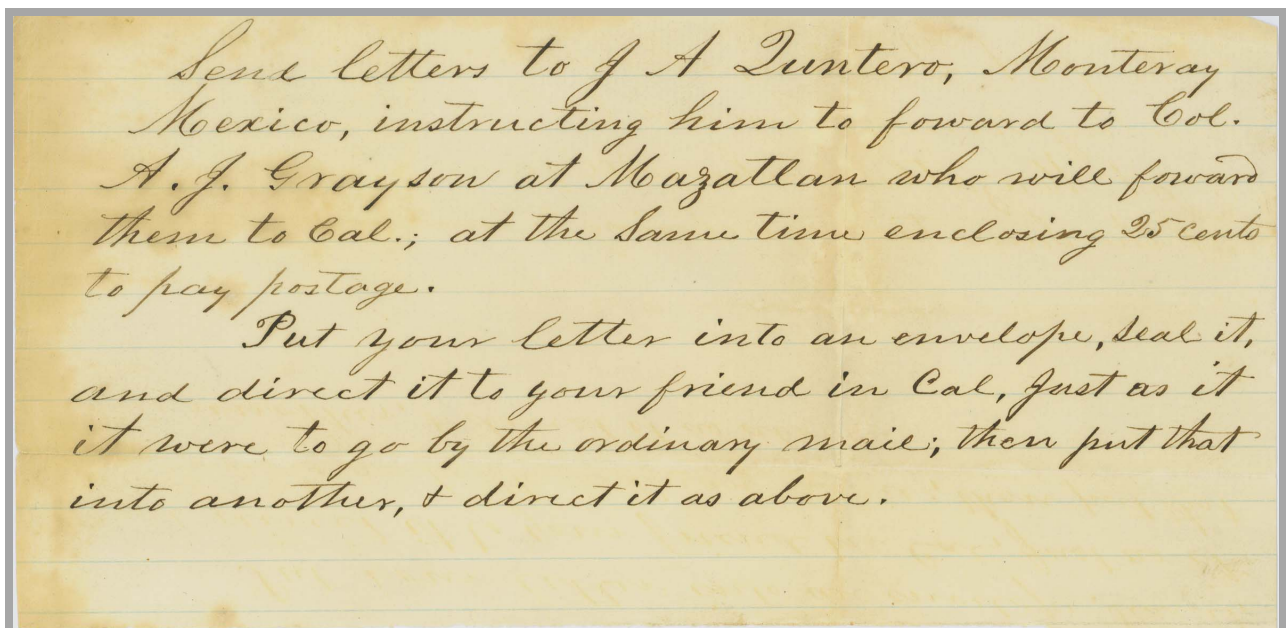 Send letters to J A Quntero, Monteray
Mexico, instructing him to foward to Col.
A. J. Grayson at Mazatlan who will foward
them to Cal.; at the same time enclosing 25 cents
to pay postage.
Put your letter into an envelope, seal it,
and direct it to your friend in Cal, just as it
it were to go by the ordinary mail; then put that
into another, & direct it as above.